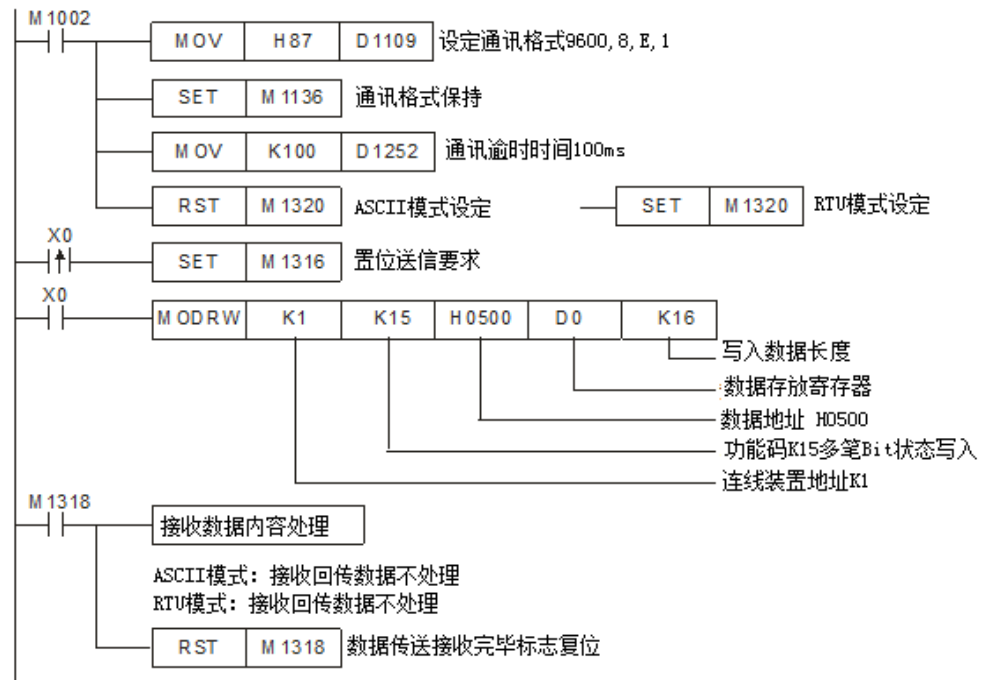 M1002
MOV H87 D1109 设定通讯格式9600,8,E,1
SET M1136 通讯格式保持
MOV K100 D1252 通讯逾时时间100ms
RST M1320 ASCII模式设定 SET M1320 RTU模式设定
X0
SET M1316 置位送信要求
X0
MODRW K1 K15 H0500 D0 K16
写入数据长度
数据存放寄存器
数据地址 H0500
功能码K15多笔Bit状态写入
连线装置地址K1
M1318
接收数据内容处理
ASCII模式：接收回传数据不处理
RTU模式：接收回传数据不处理
RST M1318 数据传送接收完毕标志复位